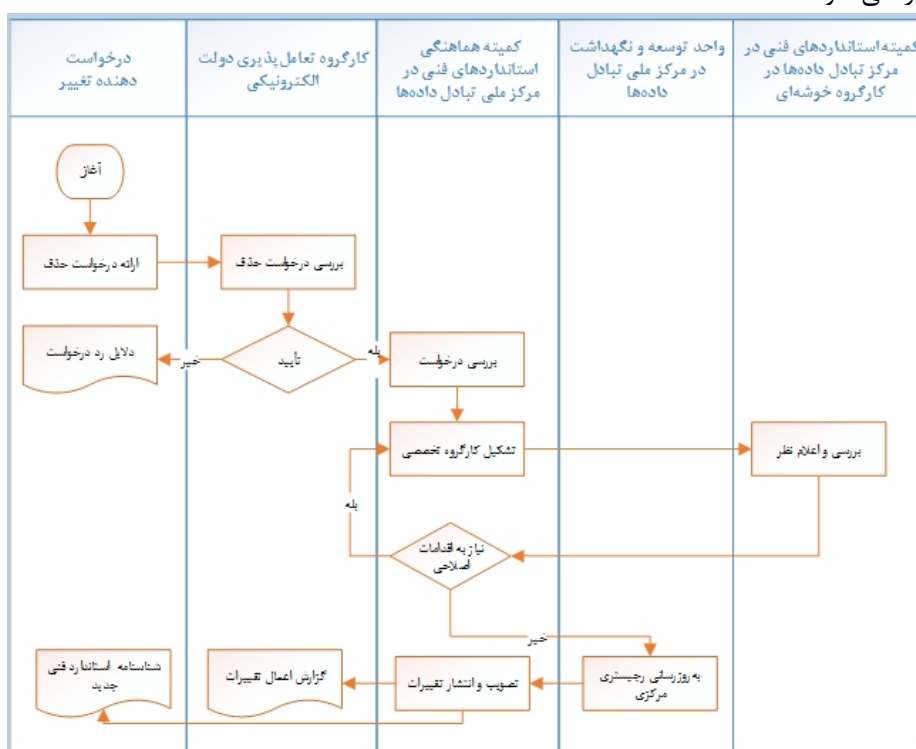 کمیته استانداردهای فنی در
مرکز تبادل داده‌ها در
کارگروه خوشه‌ای
واحد توسعه و نگهداشت
در مرکز ملی تبادل
داده‌ها
کمیته هماهنگی
استانداردهای فنی در
مرکز ملی تبادل داده‌ها
کارگروه تعامل پذیری دولت
الکترونیکی
درخواست
دهنده تغییر
آغاز
ارائه درخواست حذف
بررسی درخواست حذف
تأیید
خیر
دلایل رد درخواست
بله
بررسی درخواست
تشکیل کارگروه تخصصی
بررسی و اعلام نظر
نیاز به اقدامات
اصلاحی
بله
خیر
به روز رسانی رجیستری
مرکزی
تصویب و انتشار تغییرات
گزارش اعمال تغییرات
شناسنامه استاندارد فنی
جدید